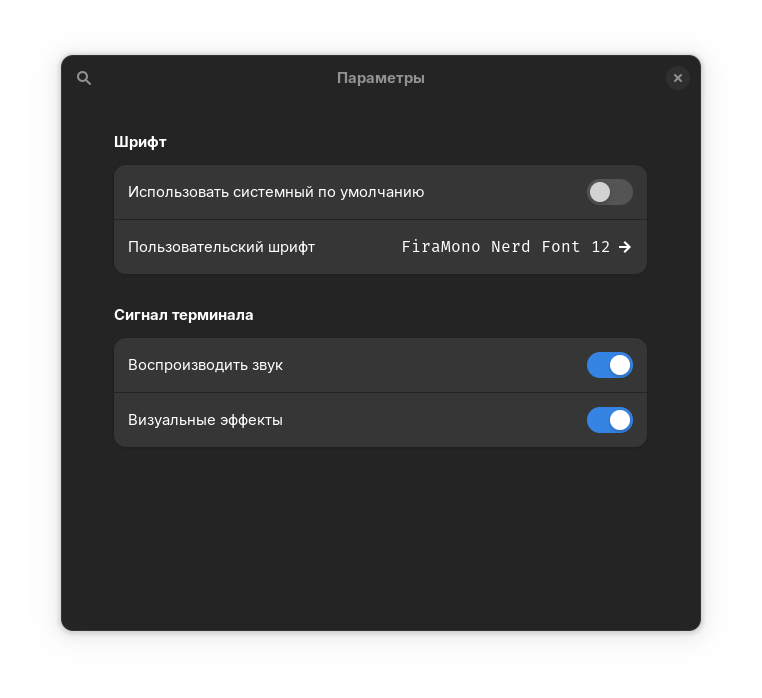 Параметры
Шрифт
Использовать системный по умолчанию
Пользовательский шрифт FiraMono Nerd Font 12
Сигнал терминала
Воспроизводить звук
Визуальные эффекты